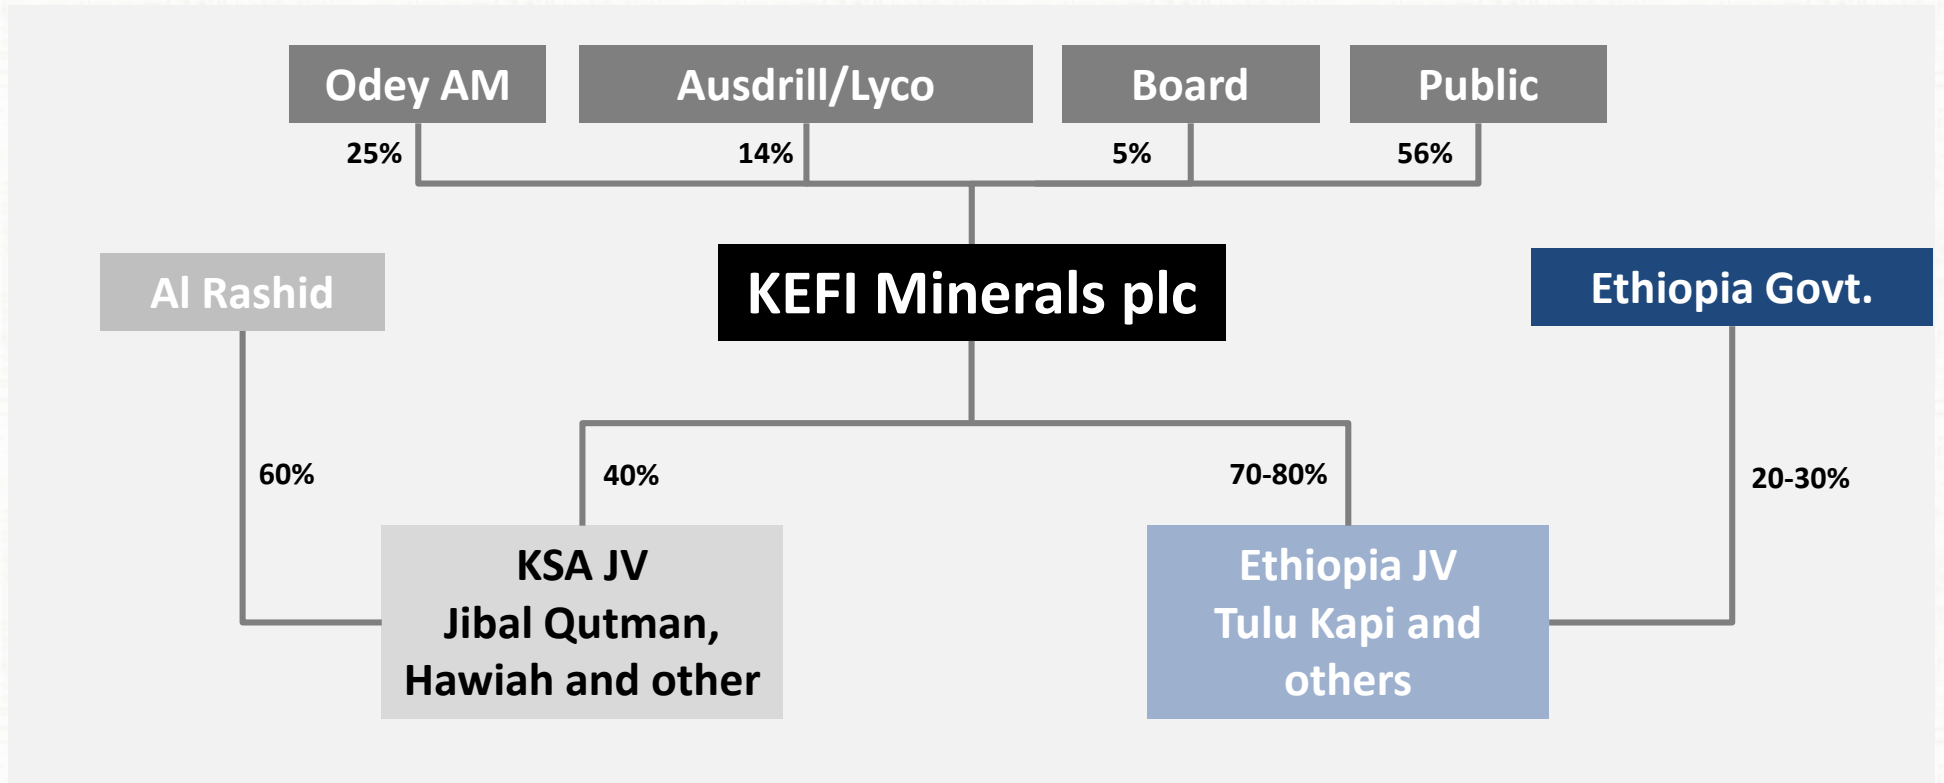 Odey AM
Ausdrill/Lyco
Board
Public
25%
14%
5%
56%
Al Rashid
KEFI Minerals plc
Ethiopia Govt.
60%
40%
70-80%
20-30%
KSA JV
Jibal Qutman,
Hawiah and other
Ethiopia JV
Tulu Kapi and
others